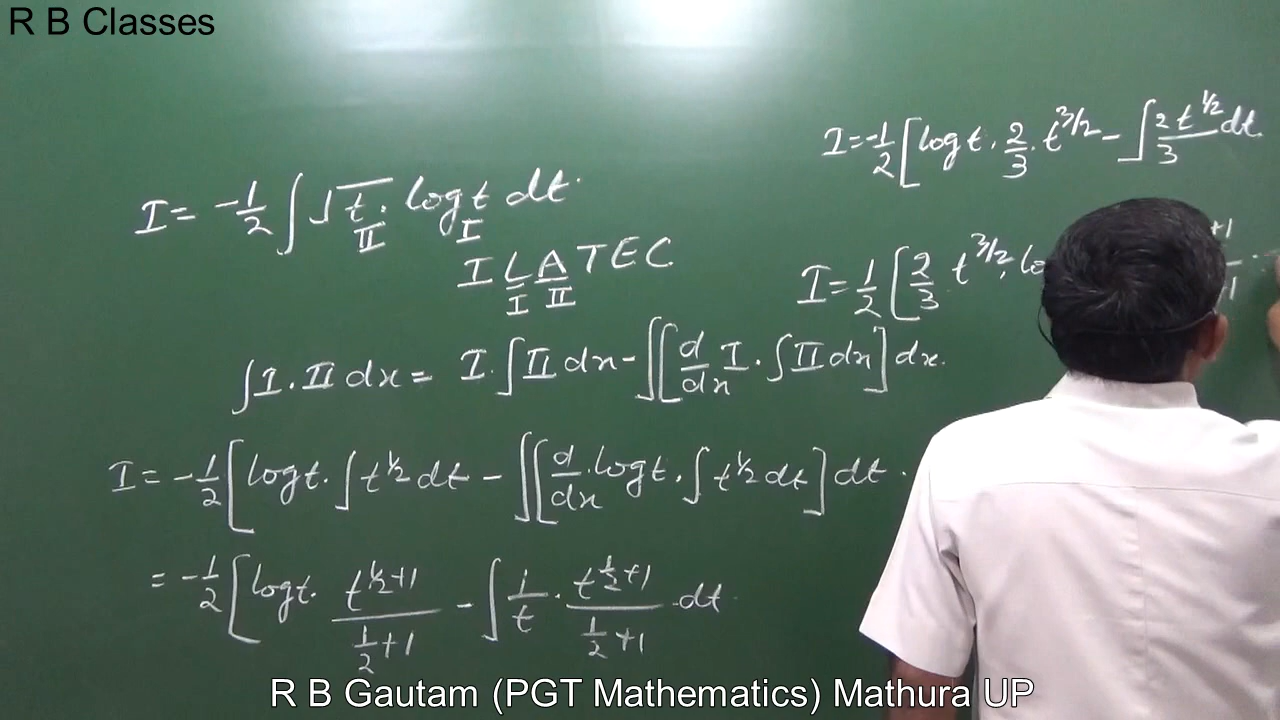 R B Classes
I = -1/2 ∫ √t . log t dt.
II I
I L A T E C
I II
∫ I . II dx = I . ∫ II dx - ∫[d/dx I . ∫ II dx] dx.
I = -1/2 [log t . ∫ t^1/2 dt - ∫[d/dx . log t . ∫ t^1/2 dt] dt .
= -1/2 [log t . t^(1/2+1)/(1/2+1) - ∫ 1/t . t^(1/2+1)/(1/2+1) . dt
I = -1/2 [log t . 2/3 . t^3/2 - ∫ 2 t^1/2/3 dt.
I = 1/2 [2/3 t^3/2 .
R B Gautam (PGT Mathematics) Mathura UP